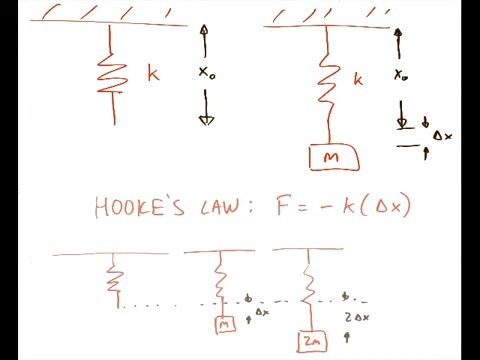 k
x₀
k
x₀
Δx
M
HOOKE'S LAW: F = -k(Δx)
M
Δx
2M
2Δx